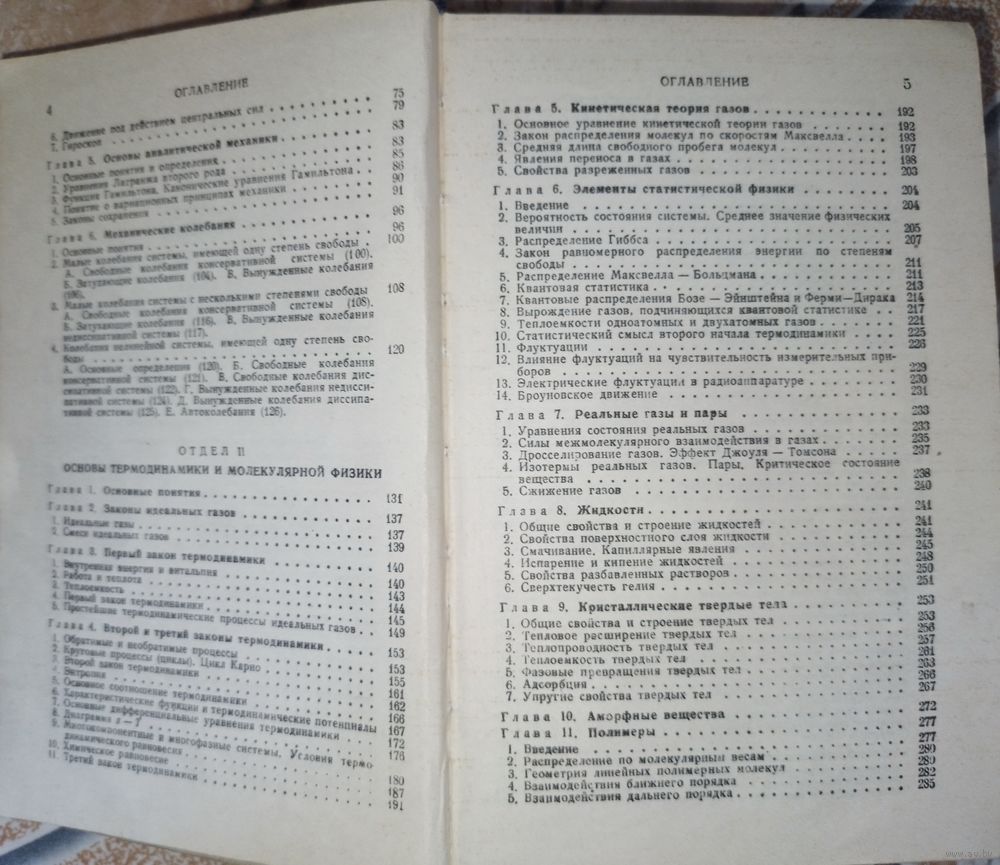 4
ОГЛАВЛЕНИЕ
6. Движение под действием центральных сил . . . . . . . . . . 75
7. Гироскоп . . . . . . . . . . 79
Глава 5. Основы аналитической механики . . . . . . . . . . 83
1. Основные понятия и определения . . . . . . . . . . 83
2. Уравнения Лагранжа второго рода . . . . . . . . . . 85
3. Функция Гамильтона. Канонические уравнения Гамильтона . 86
4. Понятие о вариационных принципах механики . . . . . 90
5. Законы сохранения . . . . . . . . . . 91
Глава 6. Механические колебания . . . . . . . . . . 96
1. Основные понятия . . . . . . . . . . 96
2. Малые колебания системы, имеющей одну степень свободы . 100
А. Свободные колебания консервативной системы (100).
Б. Затухающие колебания (104). В. Вынужденные колебания
(106).
3. Малые колебания системы с несколькими степенями свободы 108
А. Свободные колебания консервативной системы (108).
Б. Затухающие колебания (116). В. Вынужденные колебания
недиссипативной системы (117).
4. Колебания нелинейной системы, имеющей одну степень сво-
боды . . . . . . . . . . 120
А. Основные определения (120). Б. Свободные колебания
консервативной системы (121). В. Свободные колебания дис-
сипативной системы (122). Г. Вынужденные колебания недисси-
пативной системы (124). Д. Вынужденные колебания диссипа-
тивной системы (125). Е. Автоколебания (126).
ОТДЕЛ II
ОСНОВЫ ТЕРМОДИНАМИКИ И МОЛЕКУЛЯРНОЙ ФИЗИКИ
Глава 1. Основные понятия . . . . . . . . . . 131
Глава 2. Законы идеальных газов . . . . . . . . . . 137
1. Идеальные газы . . . . . . . . . . 137
2. Смеси идеальных газов . . . . . . . . . . 139
Глава 3. Первый закон термодинамики . . . . . . . . . . 140
1. Внутренняя энергия и энтальпия . . . . . . . . . . 140
2. Работа и теплота . . . . . . . . . . 143
3. Теплоемкость . . . . . . . . . . 144
4. Первый закон термодинамики . . . . . . . . . . 145
5. Простейшие термодинамические процессы идеальных газов . . 149
Глава 4. Второй и третий законы термодинамики . . . . . 153
1. Обратимые и необратимые процессы . . . . . . . . . . 153
2. Круговые процессы (циклы). Цикл Карно . . . . . . . 155
3. Второй закон термодинамики . . . . . . . . . . 161
4. Энтропия . . . . . . . . . . 162
5. Основное соотношение термодинамики . . . . . . . . . . 166
6. Характеристические функции и термодинамические потенциалы 167
7. Основные дифференциальные уравнения термодинамики . . . 172
8. Диаграмма s — T . . . . . . . . . . 176
9. Многокомпонентные и многофазные системы. Условия термо-
динамического равновесия . . . . . . . . . . 180
10. Химическое равновесие . . . . . . . . . . 187
11. Третий закон термодинамики . . . . . . . . . . 191
ОГЛАВЛЕНИЕ
5
Глава 5. Кинетическая теория газов . . . . . . . . . . 192
1. Основное уравнение кинетической теории газов . . . . . . 192
2. Закон распределения молекул по скоростям Максвелла . . . . 193
3. Средняя длина свободного пробега молекул . . . . . . . . 197
4. Явления переноса в газах . . . . . . . . . . 198
5. Свойства разреженных газов . . . . . . . . . . 203
Глава 6. Элементы статистической физики . . . . . . . . 204
1. Введение . . . . . . . . . . 204
2. Вероятность состояния системы. Среднее значение физических
величин . . . . . . . . . . 205
3. Распределение Гиббса . . . . . . . . . . 207
4. Закон равномерного распределения энергии по степеням
свободы . . . . . . . . . . 211
5. Распределение Максвелла — Больцмана . . . . . . . . . . 211
6. Квантовая статистика . . . . . . . . . . 213
7. Квантовые распределения Бозе — Эйнштейна и Ферми—Дирака 214
8. Вырождение газов, подчиняющихся квантовой статистике . . 217
9. Теплоемкости одноатомных и двухатомных газов . . . . . . 221
10. Статистический смысл второго начала термодинамики . . . . 225
11. Флуктуации . . . . . . . . . . 226
12. Влияние флуктуаций на чувствительность измерительных при-
боров . . . . . . . . . . 229
13. Электрические флуктуации в радиоаппаратуре . . . . . . . 230
14. Броуновское движение . . . . . . . . . . 231
Глава 7. Реальные газы и пары . . . . . . . . . . 233
1. Уравнения состояния реальных газов . . . . . . . . . . 233
2. Силы межмолекулярного взаимодействия в газах . . . . . . 235
3. Дросселирование газов. Эффект Джоуля — Томсона . . . . . 237
4. Изотермы реальных газов. Пары. Критическое состояние
вещества . . . . . . . . . . 238
5. Сжижение газов . . . . . . . . . . 240
Глава 8. Жидкости . . . . . . . . . . 241
1. Общие свойства и строение жидкостей . . . . . . . . . . 241
2. Свойства поверхностного слоя жидкости . . . . . . . . . . 244
3. Смачивание. Капиллярные явления . . . . . . . . . . 245
4. Испарение и кипение жидкостей . . . . . . . . . . 248
5. Свойства разбавленных растворов . . . . . . . . . . 250
6. Сверхтекучесть гелия . . . . . . . . . . 251
Глава 9. Кристаллические твердые тела . . . . . . . . . . 253
1. Общие свойства и строение твердых тел . . . . . . . . . . 253
2. Тепловое расширение твердых тел . . . . . . . . . . 256
3. Теплопроводность твердых тел . . . . . . . . . . 257
4. Теплоемкость твердых тел . . . . . . . . . . 261
5. Фазовые превращения твердых тел . . . . . . . . . . 263
6. Адсорбция . . . . . . . . . . 266
7. Упругие свойства твердых тел . . . . . . . . . . 267
Глава 10. Аморфные вещества . . . . . . . . . . 272
Глава 11. Полимеры . . . . . . . . . . 277
1. Введение . . . . . . . . . . 277
2. Распределение по молекулярным весам . . . . . . . . . . 280
3. Геометрия линейных полимерных молекул . . . . . . . . . . 280
4. Взаимодействия ближнего порядка . . . . . . . . . . 282
5. Взаимодействия дальнего порядка . . . . . . . . . . 285
www.ay.by